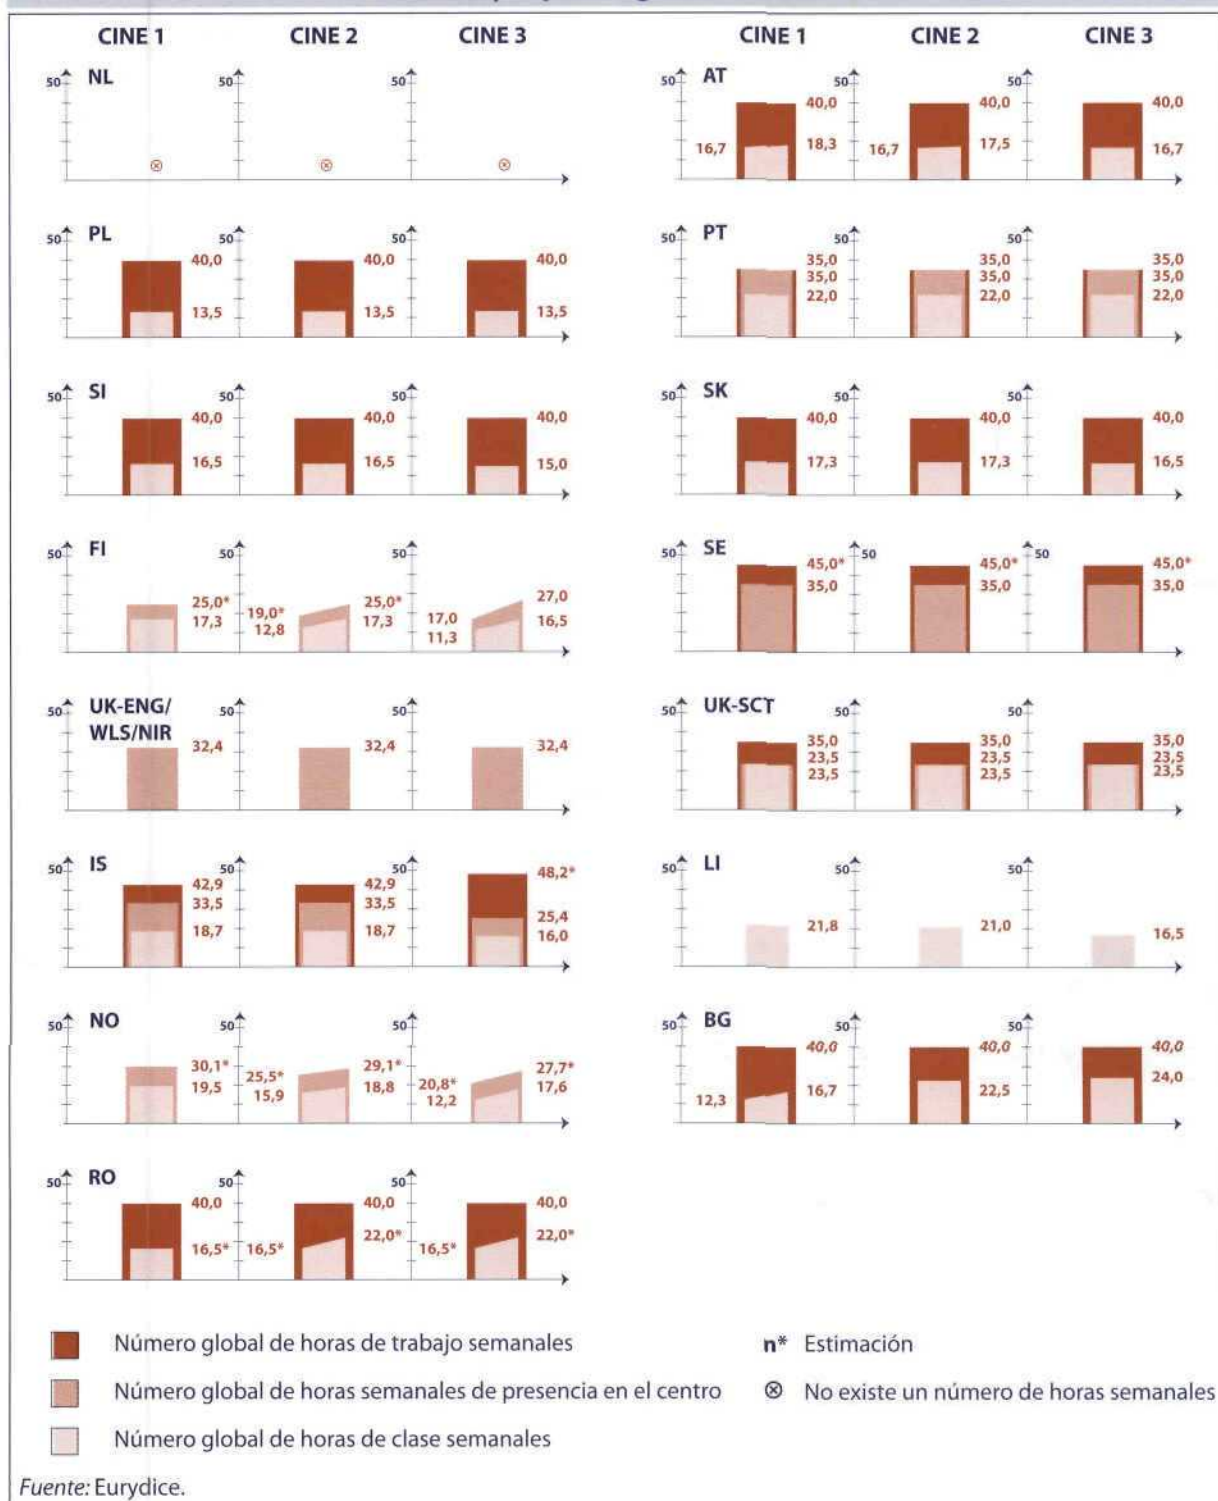 CINE 1 CINE 2 CINE 3 CINE 1 CINE 2 CINE 3
50 NL 50 50
⊗ ⊗ ⊗
50 AT 50 50
40,0 40,0 40,0
16,7 18,3 16,7 17,5 16,7
50 PL 50 50
40,0 40,0 40,0
13,5 13,5 13,5
50 PT 50 50
35,0 35,0 35,0
35,0 35,0 35,0
22,0 22,0 22,0
50 SI 50 50
40,0 40,0 40,0
16,5 16,5 15,0
50 SK 50 50
40,0 40,0 40,0
17,3 17,3 16,5
50 FI 50 50
25,0* 19,0* 25,0* 17,0 27,0
17,3 12,8 17,3 11,3 16,5
50 SE 50 50
45,0* 45,0* 45,0*
35,0 35,0 35,0
50 UK-ENG/ 50 50
WLS/NIR
32,4 32,4 32,4
50 UK-SCT 50 50
35,0 35,0 35,0
23,5 23,5 23,5
23,5 23,5 23,5
50 IS 50 50
42,9 42,9 48,2*
33,5 33,5 25,4
18,7 18,7 16,0
50 LI 50 50
21,8 21,0 16,5
50 NO 50 50
30,1* 25,5* 29,1* 20,8* 27,7*
19,5 15,9 18,8 12,2 17,6
50 BG 50 50
40,0 40,0 40,0
12,3 16,7 22,5 24,0
50 RO 50 50
40,0 40,0 40,0
16,5* 16,5* 22,0* 16,5* 22,0*
Número global de horas de trabajo semanales n* Estimación
Número global de horas semanales de presencia en el centro ⊗ No existe un número de horas semanales
Número global de horas de clase semanales
Fuente: Eurydice.